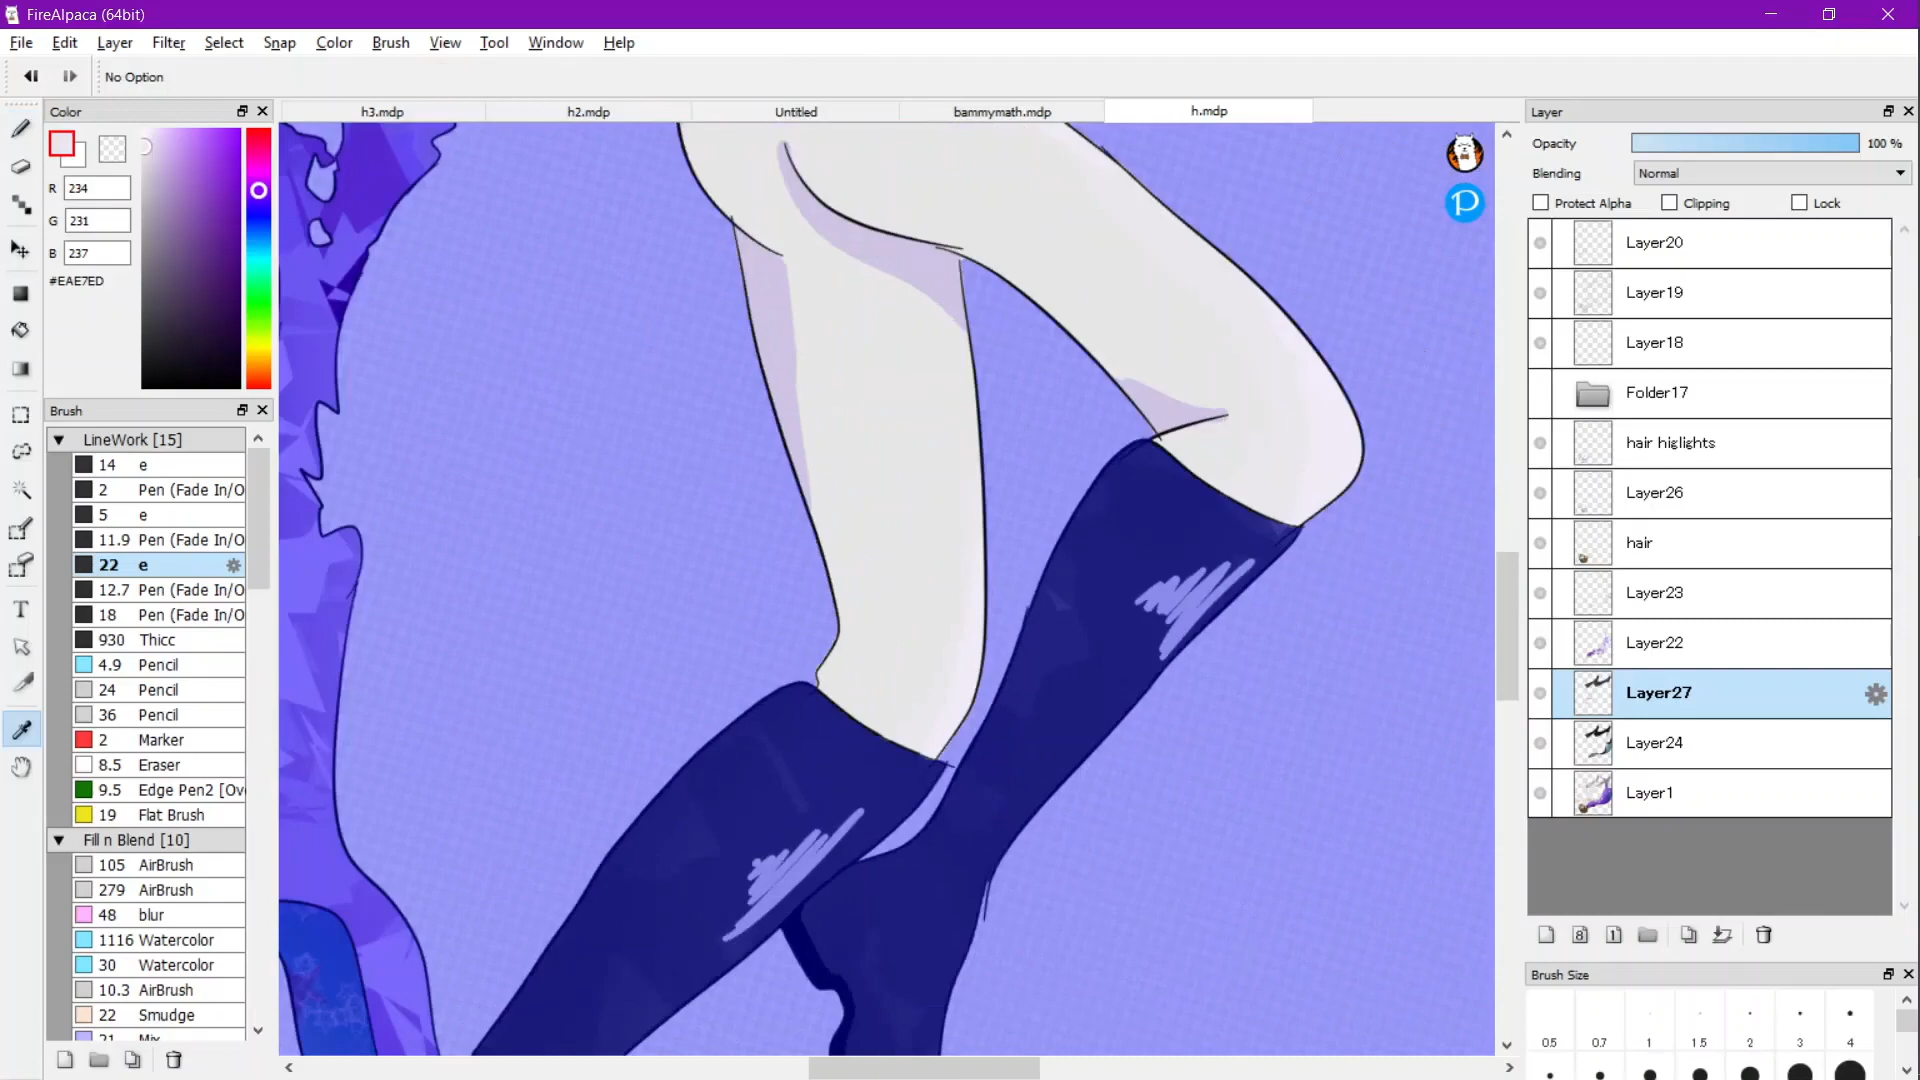 FireAlpaca (64bit)
File Edit Layer Filter Select Snap Color Brush View Tool Window Help
No Option
Color
R 234
G 231
B 237
#EAE7ED
h3.mdp h2.mdp Untitled bammymath.mdp h.mdp
Brush
LineWork [15]
14 e
2 Pen (Fade In/O
5 e
11.9 Pen (Fade In/O
22 e
12.7 Pen (Fade In/O
18 Pen (Fade In/O
930 Thicc
4.9 Pencil
24 Pencil
36 Pencil
2 Marker
8.5 Eraser
9.5 Edge Pen2 [Ov
19 Flat Brush
Fill n Blend [10]
105 AirBrush
279 AirBrush
48 blur
1116 Watercolor
30 Watercolor
10.3 AirBrush
22 Smudge
21 Mix
Layer
Opacity 100 %
Blending Normal
Protect Alpha Clipping Lock
Layer20
Layer19
Layer18
Folder17
hair higlights
Layer26
hair
Layer23
Layer22
Layer27
Layer24
Layer1
8 1
Brush Size
0.5 0.7 1 1.5 2 3 4